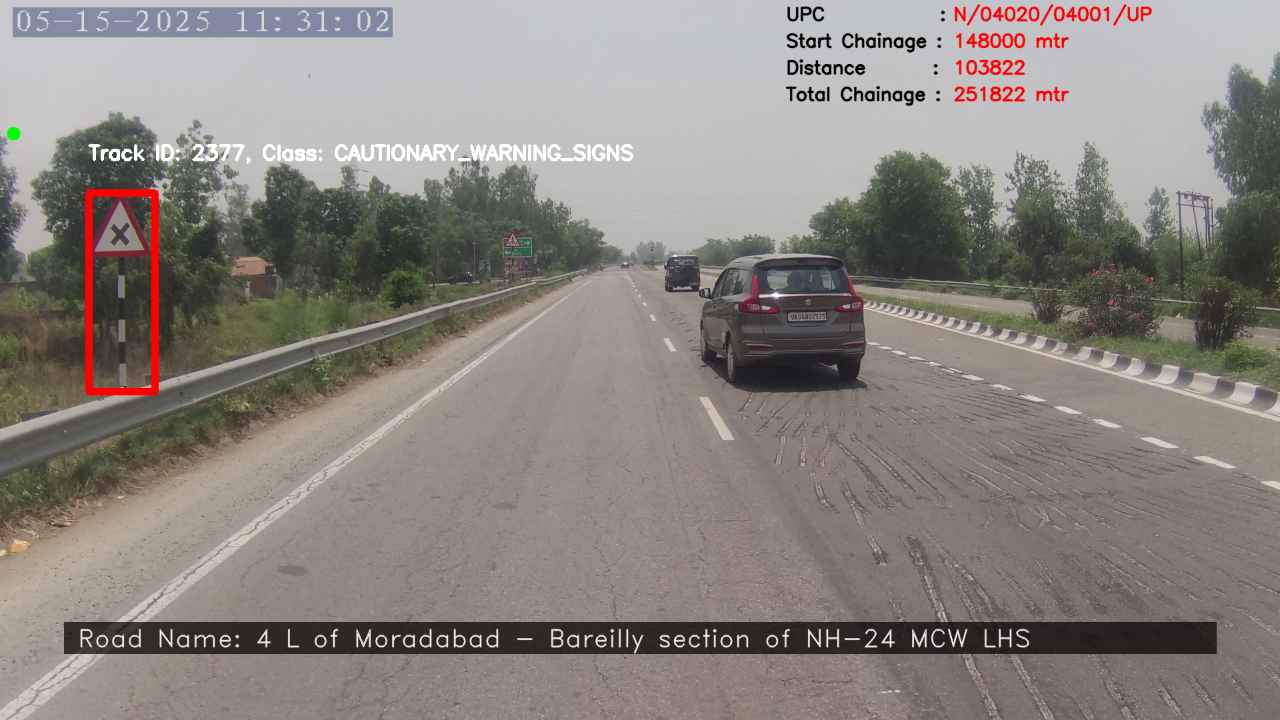 05-15-2025 11:31:02
UPC : N/04020/04001/UP
Start Chainage : 148000 mtr
Distance : 103822
Total Chainage : 251822 mtr
Track ID: 2377, Class: CAUTIONARY_WARNING_SIGNS
Road Name: 4 L of Moradabad - Bareilly section of NH-24 MCW LHS